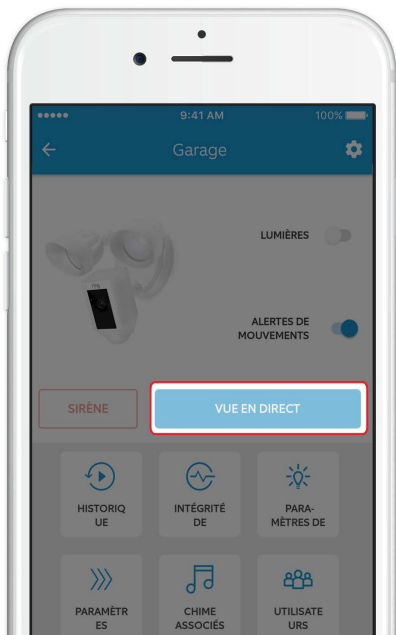 9:41 AM
100%
Garage
LUMIÈRES
ring
ALERTES DE
MOUVEMENTS
SIRÈNE
VUE EN DIRECT
HISTORIQ
UE
INTÉGRITÉ
DE
PARA-
MÈTRES DE
PARAMÈTR
ES
CHIME
ASSOCIÉS
UTILISATE
URS